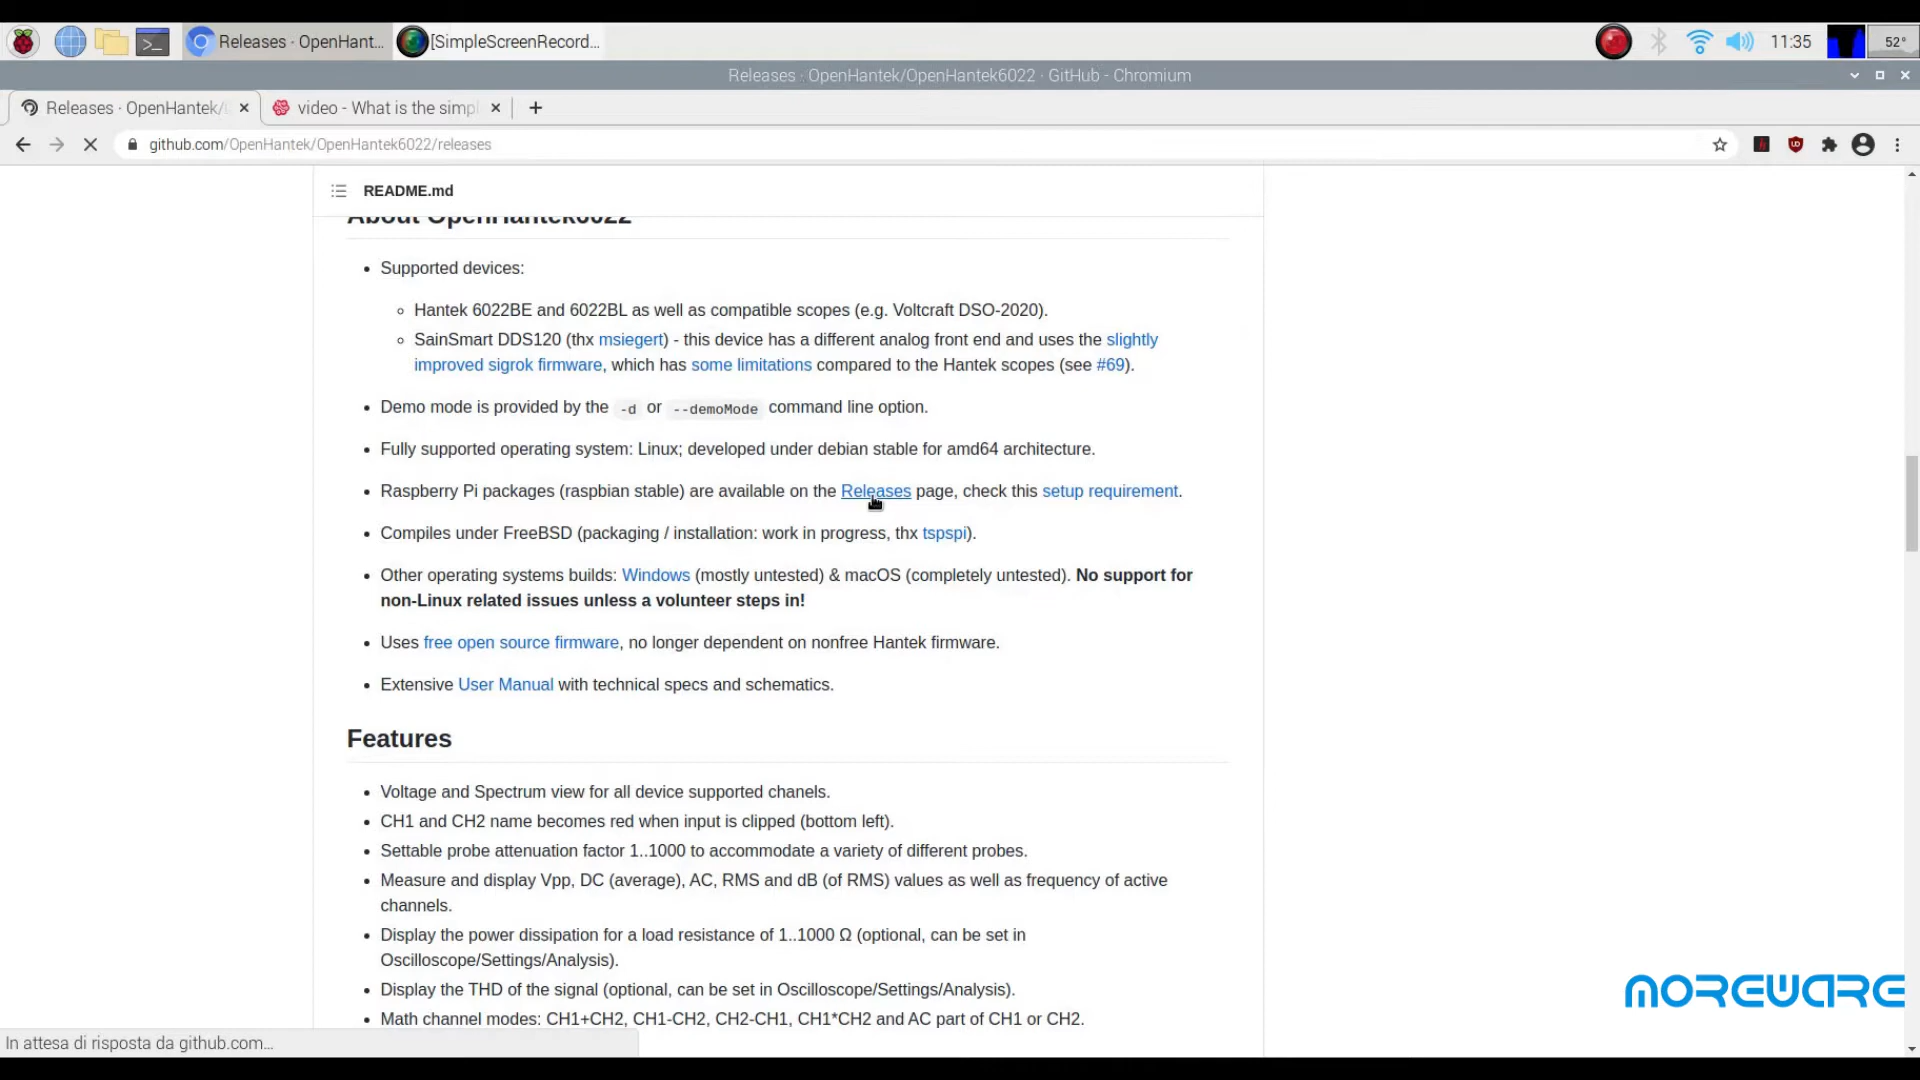 Releases · OpenHant...
[SimpleScreenRecord...
11:35
52°
Releases · OpenHantek/OpenHantek6022 · GitHub - Chromium
Releases · OpenHantek/
video - What is the simp
github.com/OpenHantek/OpenHantek6022/releases
README.md
About OpenHantek6022
Supported devices:
Hantek 6022BE and 6022BL as well as compatible scopes (e.g. Voltcraft DSO-2020).
SainSmart DDS120 (thx msiegert) - this device has a different analog front end and uses the slightly
improved sigrok firmware, which has some limitations compared to the Hantek scopes (see #69).
Demo mode is provided by the -d or --demoMode command line option.
Fully supported operating system: Linux; developed under debian stable for amd64 architecture.
Raspberry Pi packages (raspbian stable) are available on the Releases page, check this setup requirement.
Compiles under FreeBSD (packaging / installation: work in progress, thx tspspi).
Other operating systems builds: Windows (mostly untested) & macOS (completely untested). No support for
non-Linux related issues unless a volunteer steps in!
Uses free open source firmware, no longer dependent on nonfree Hantek firmware.
Extensive User Manual with technical specs and schematics.
Features
Voltage and Spectrum view for all device supported chanels.
CH1 and CH2 name becomes red when input is clipped (bottom left).
Settable probe attenuation factor 1..1000 to accommodate a variety of different probes.
Measure and display Vpp, DC (average), AC, RMS and dB (of RMS) values as well as frequency of active
channels.
Display the power dissipation for a load resistance of 1..1000 Ω (optional, can be set in
Oscilloscope/Settings/Analysis).
Display the THD of the signal (optional, can be set in Oscilloscope/Settings/Analysis).
Math channel modes: CH1+CH2, CH1-CH2, CH2-CH1, CH1*CH2 and AC part of CH1 or CH2.
MOREWARE
In attesa di risposta da github.com...